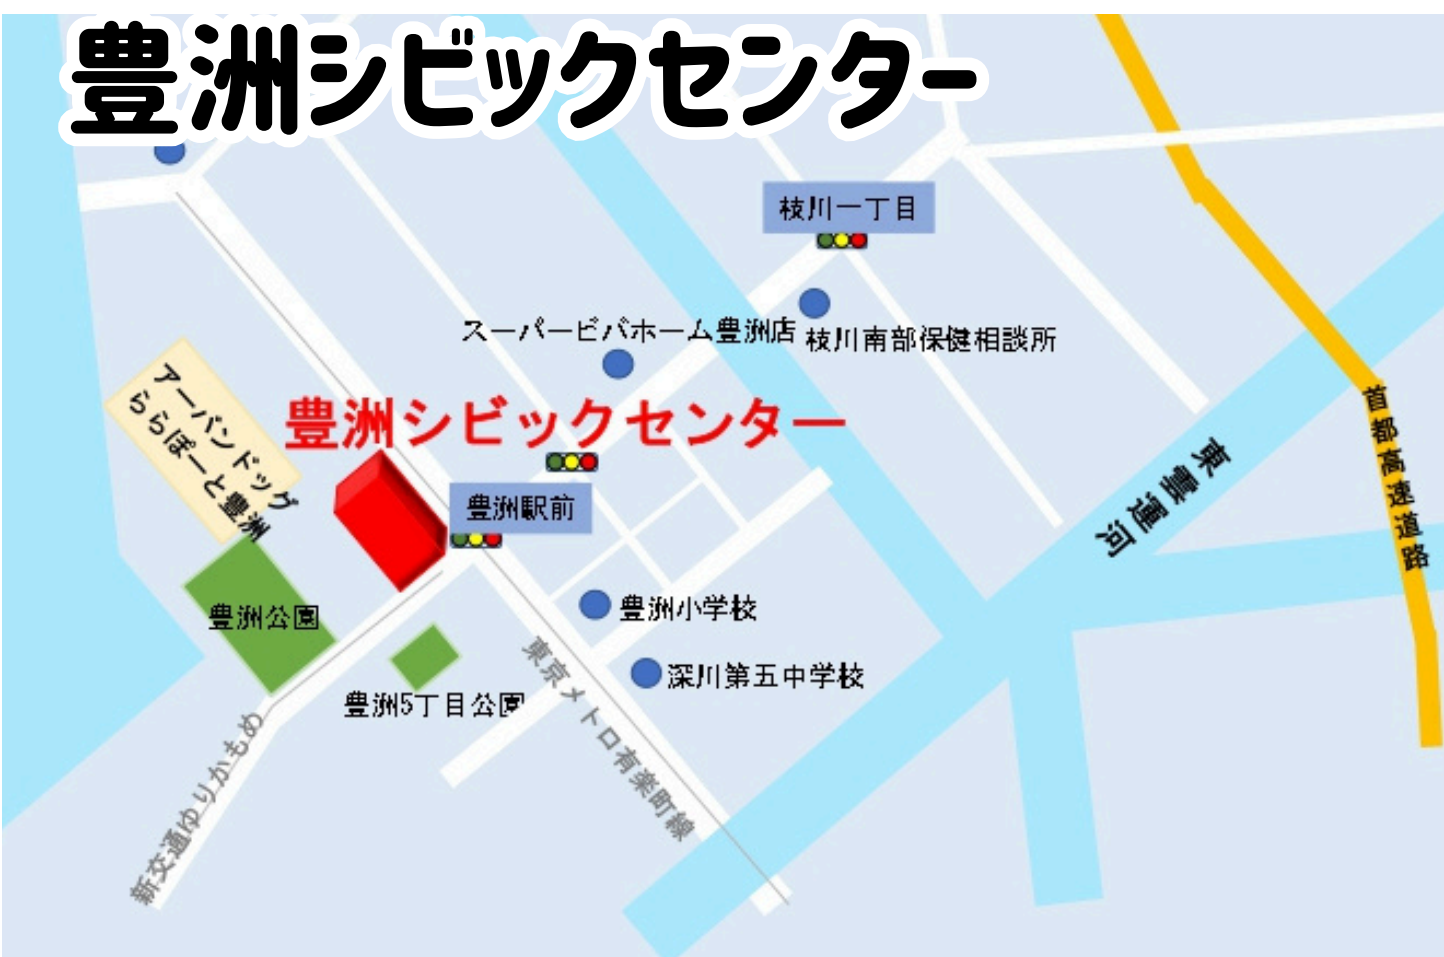 豊洲シビックセンター
枝川一丁目
スーパービバホーム豊洲店
枝川南部保健相談所
アーバンドッグ
ららぽーと豊洲
豊洲シビックセンター
首都高速道路
東雲運河
豊洲駅前
豊洲公園
豊洲小学校
深川第五中学校
豊洲5丁目公園
東京メトロ有楽町線
新交通ゆりかもめ